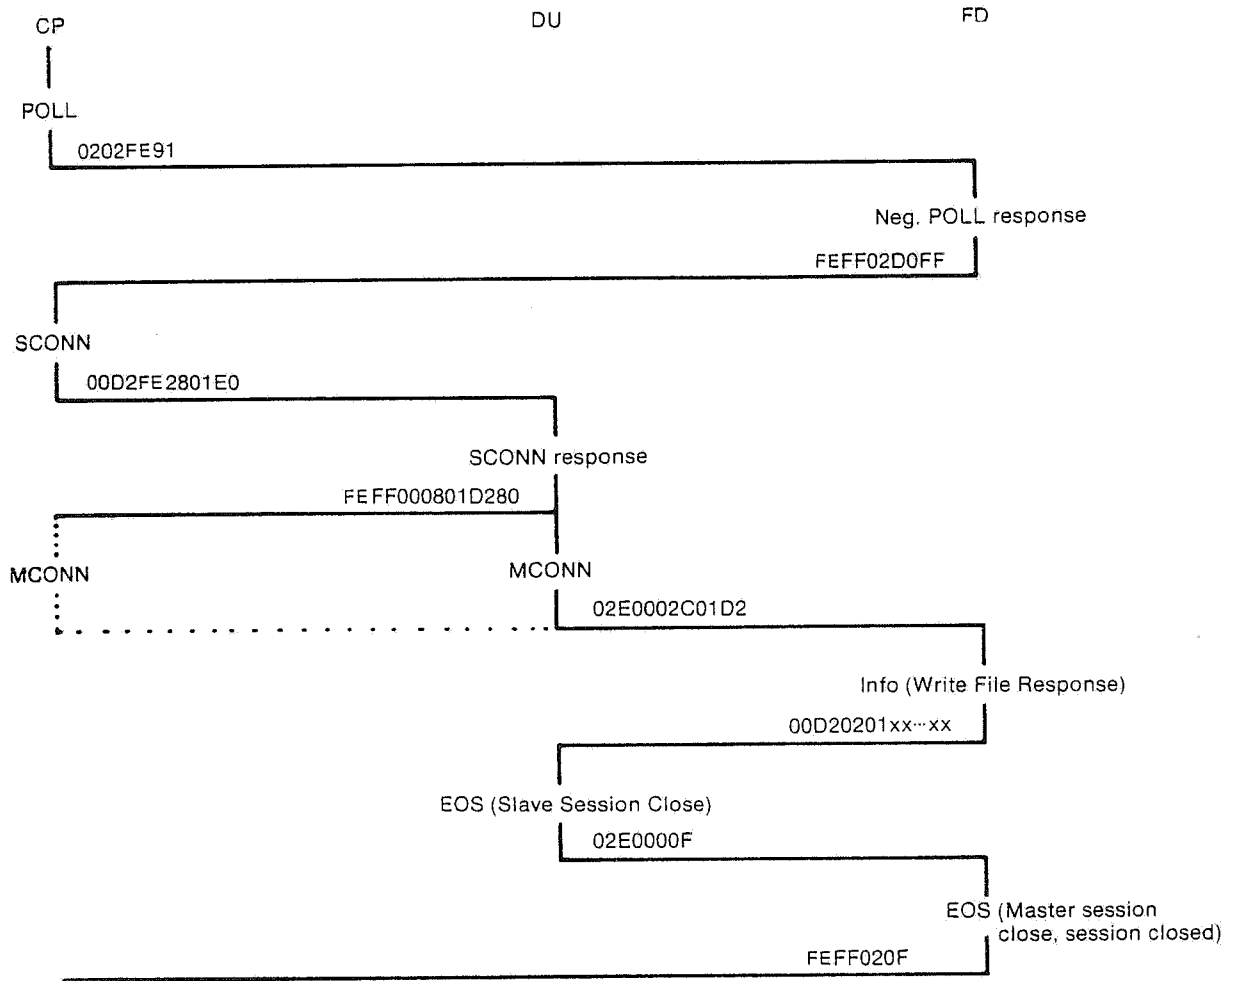 CP DU FD
POLL
0202FE91
Neg. POLL response
FEFF02D0FF
SCONN
00D2FE2801E0
SCONN response
FEFF000801D280
MCONN MCONN
02E0002C01D2
Info (Write File Response)
00D20201xx···xx
EOS (Slave Session Close)
02E0000F
EOS (Master session
close, session closed)
FEFF020F